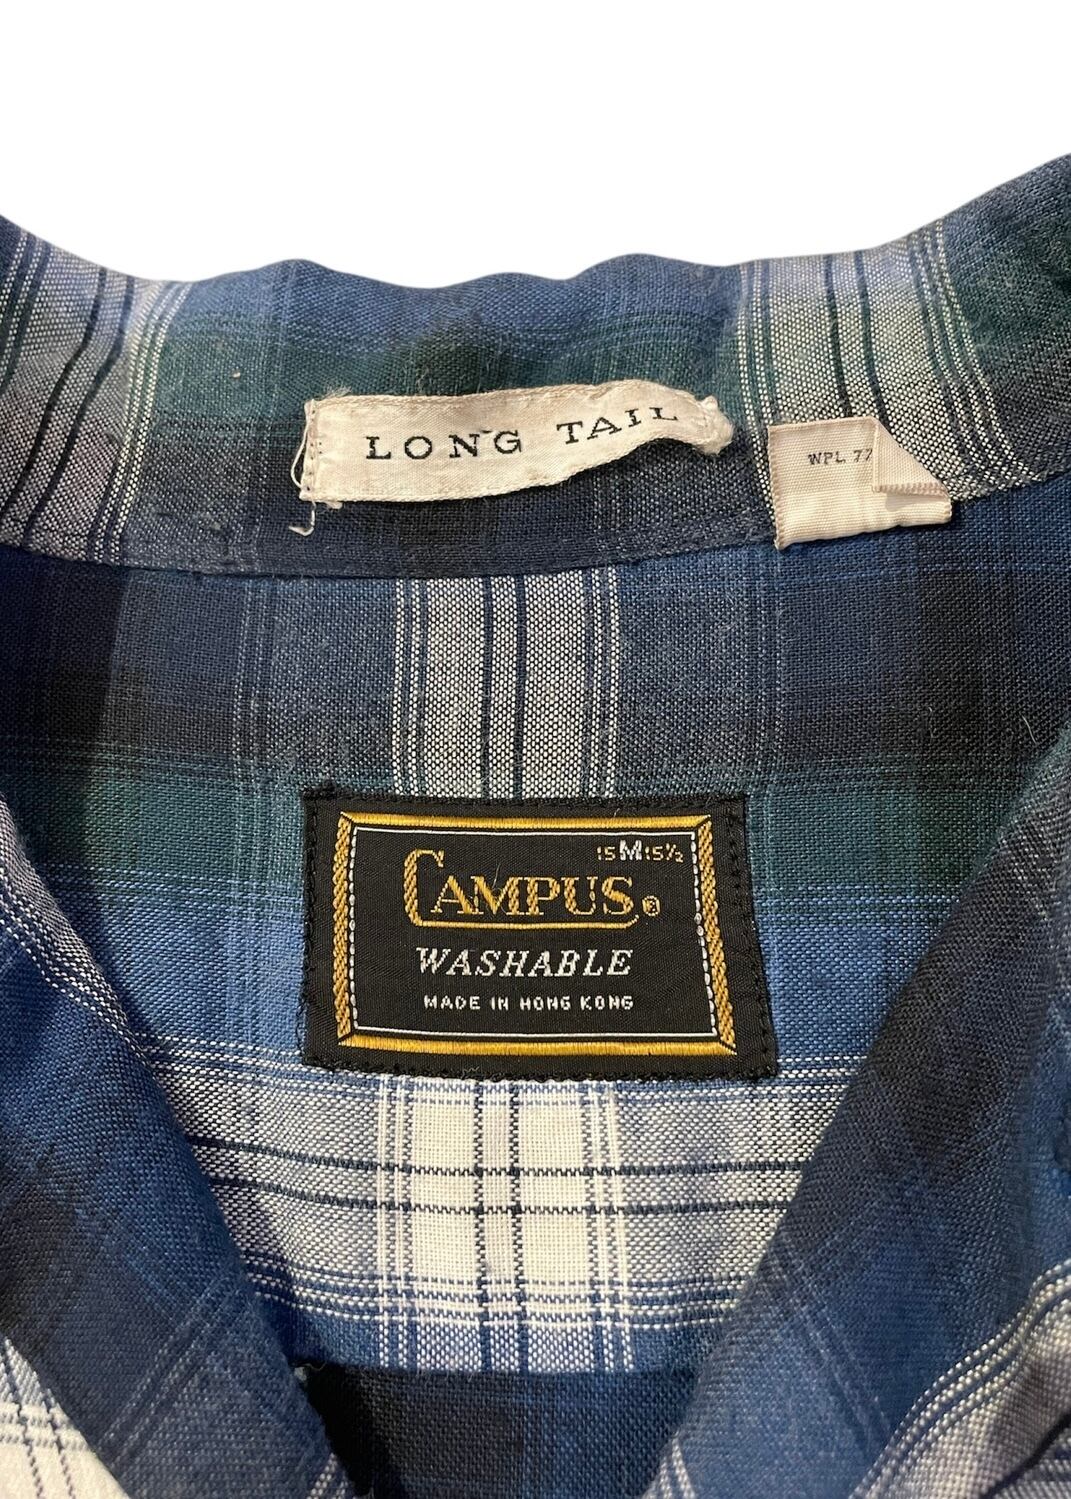 LONG TAIL
WPL 77
15 M 15½
CAMPUS®
WASHABLE
MADE IN HONG KONG